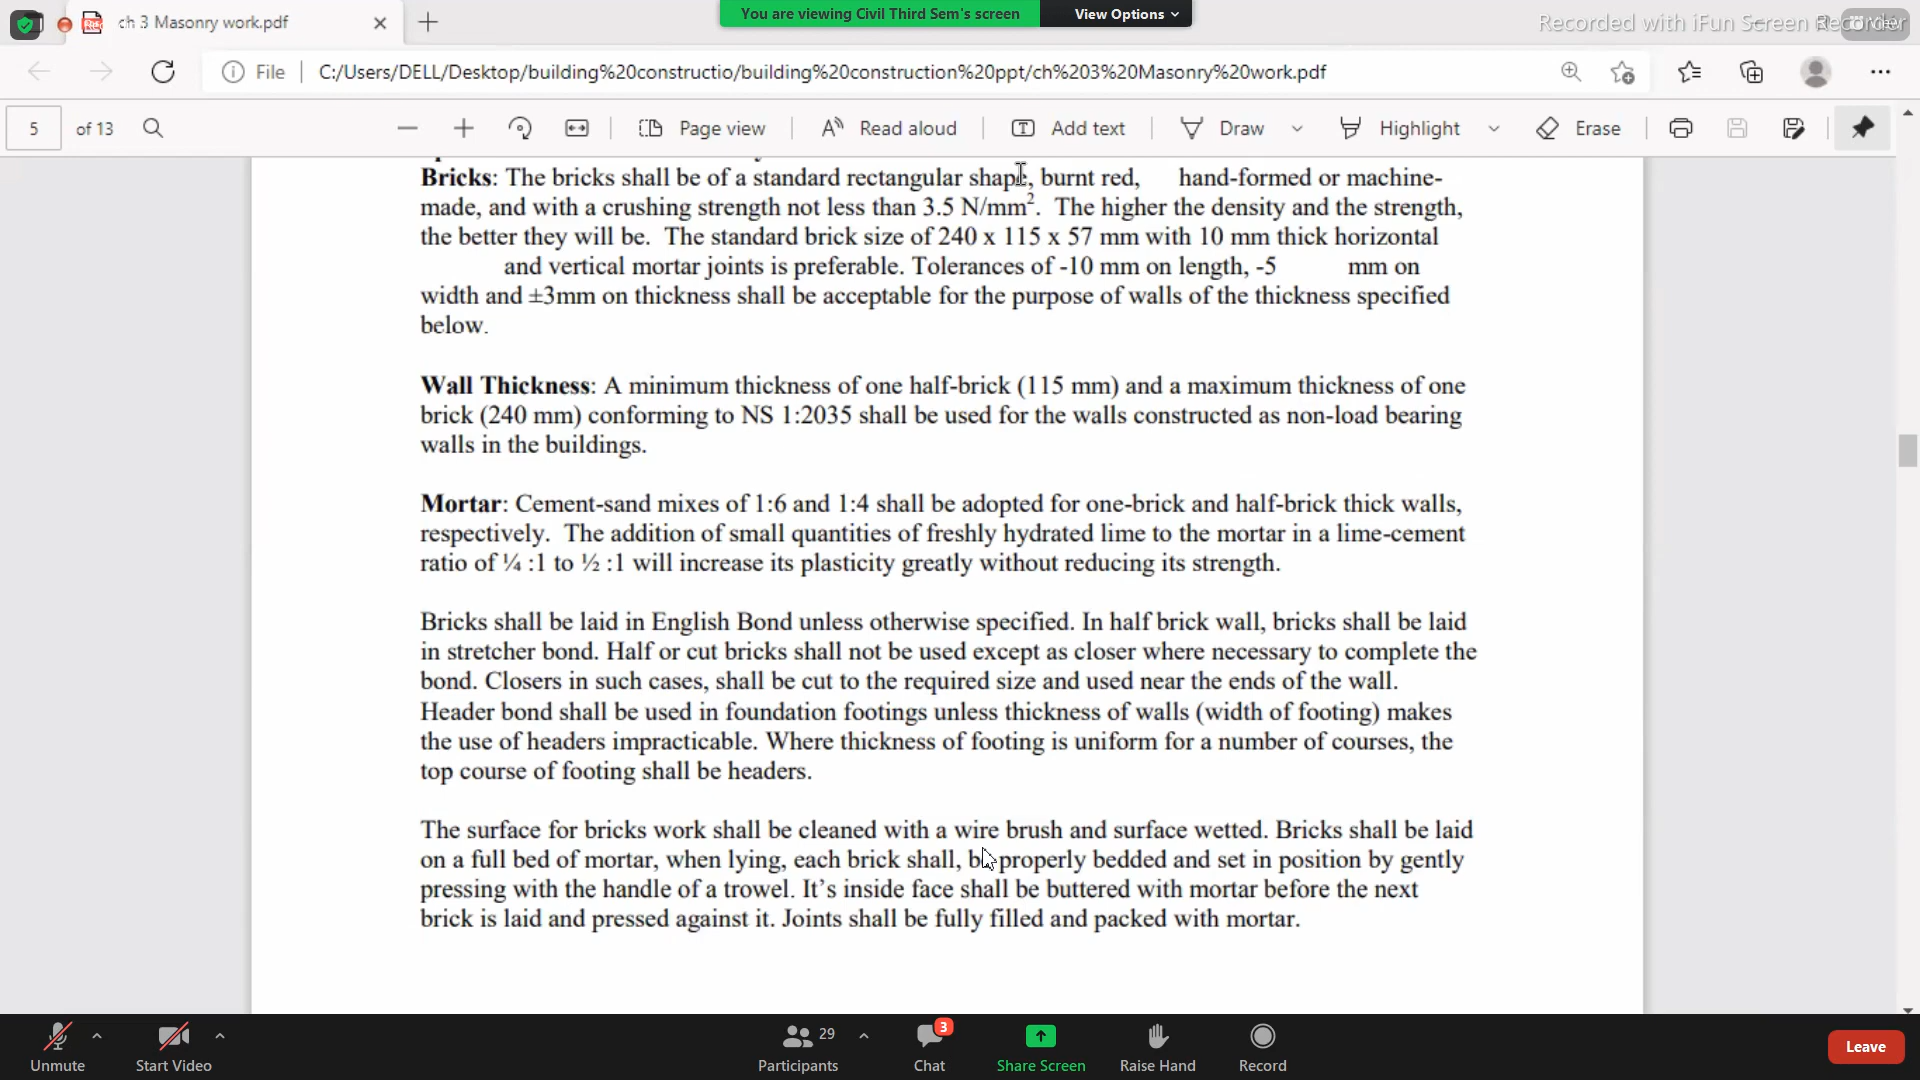 ch 3 Masonry work.pdf
You are viewing Civil Third Sem's screen
View Options
Recorded with iFun Screen Recorder
File
C:/Users/DELL/Desktop/building%20constructio/building%20construction%20ppt/ch%203%20Masonry%20work.pdf
5 of 13
Page view
Read aloud
Add text
Draw
Highlight
Erase
Bricks: The bricks shall be of a standard rectangular shape, burnt red, hand-formed or machine-
made, and with a crushing strength not less than 3.5 N/mm². The higher the density and the strength,
the better they will be. The standard brick size of 240 x 115 x 57 mm with 10 mm thick horizontal
and vertical mortar joints is preferable. Tolerances of -10 mm on length, -5 mm on
width and ±3mm on thickness shall be acceptable for the purpose of walls of the thickness specified
below.
Wall Thickness: A minimum thickness of one half-brick (115 mm) and a maximum thickness of one
brick (240 mm) conforming to NS 1:2035 shall be used for the walls constructed as non-load bearing
walls in the buildings.
Mortar: Cement-sand mixes of 1:6 and 1:4 shall be adopted for one-brick and half-brick thick walls,
respectively. The addition of small quantities of freshly hydrated lime to the mortar in a lime-cement
ratio of ¼ :1 to ½ :1 will increase its plasticity greatly without reducing its strength.
Bricks shall be laid in English Bond unless otherwise specified. In half brick wall, bricks shall be laid
in stretcher bond. Half or cut bricks shall not be used except as closer where necessary to complete the
bond. Closers in such cases, shall be cut to the required size and used near the ends of the wall.
Header bond shall be used in foundation footings unless thickness of walls (width of footing) makes
the use of headers impracticable. Where thickness of footing is uniform for a number of courses, the
top course of footing shall be headers.
The surface for bricks work shall be cleaned with a wire brush and surface wetted. Bricks shall be laid
on a full bed of mortar, when lying, each brick shall, be properly bedded and set in position by gently
pressing with the handle of a trowel. It's inside face shall be buttered with mortar before the next
brick is laid and pressed against it. Joints shall be fully filled and packed with mortar.
Unmute
Start Video
29
Participants
3
Chat
Share Screen
Raise Hand
Record
Leave